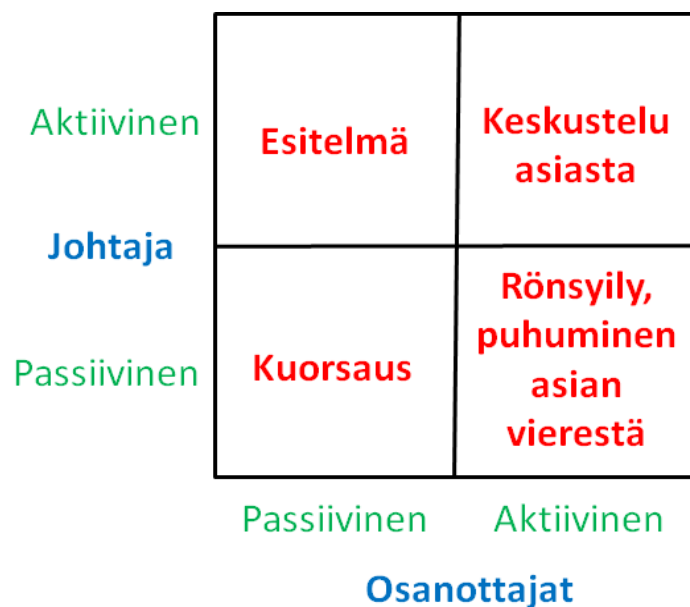 Aktiivinen
Esitelmä
Keskustelu
asiasta
Johtaja
Passiivinen
Kuorsaus
Rönsyily,
puhuminen
asian
vierestä
Passiivinen
Aktiivinen
Osanottajat